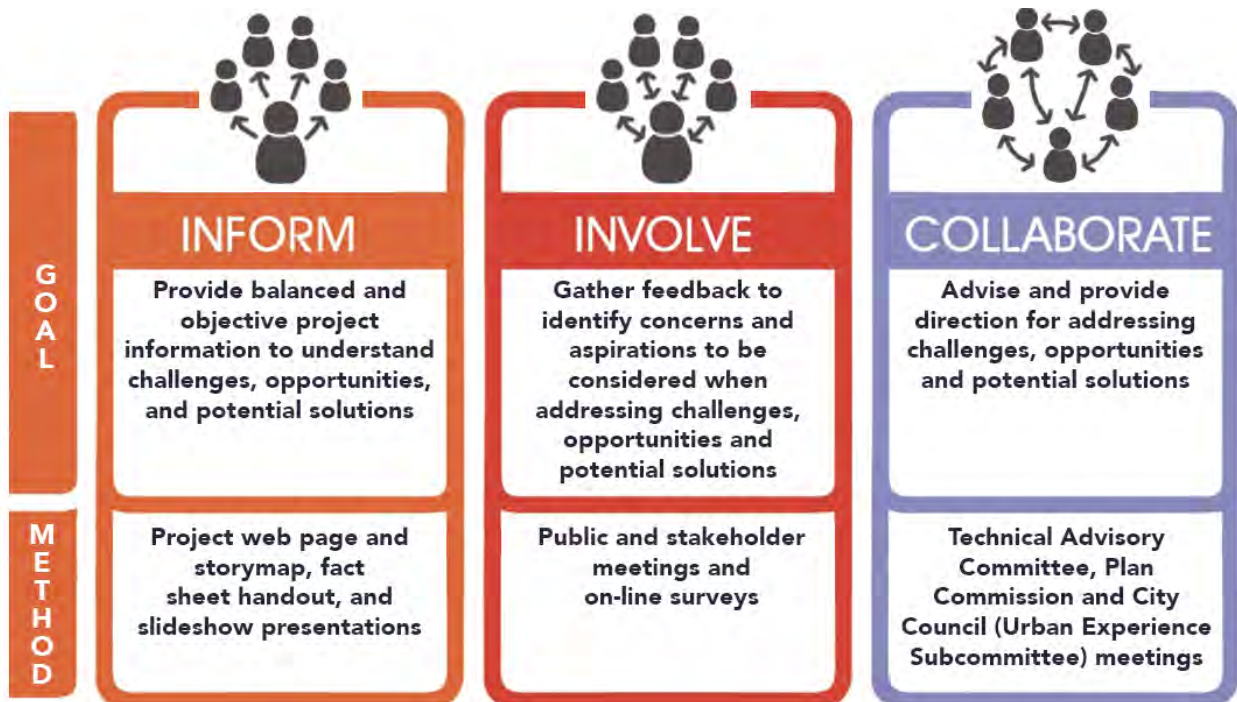 INFORM
INVOLVE
COLLABORATE
GOAL
Provide balanced and
objective project
information to understand
challenges, opportunities,
and potential solutions
Gather feedback to
identify concerns and
aspirations to be
considered when
addressing challenges,
opportunities and
potential solutions
Advise and provide
direction for addressing
challenges, opportunities
and potential solutions
METHOD
Project web page and
storymap, fact
sheet handout, and
slideshow presentations
Public and stakeholder
meetings and
on-line surveys
Technical Advisory
Committee, Plan
Commission and City
Council (Urban Experience
Subcommittee) meetings